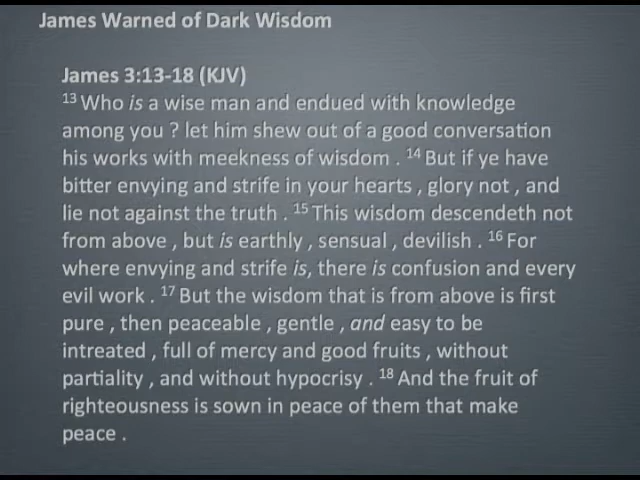 James Warned of Dark Wisdom
James 3:13-18 (KJV)
13 Who is a wise man and endued with knowledge
among you ? let him shew out of a good conversation
his works with meekness of wisdom . 14 But if ye have
bitter envying and strife in your hearts , glory not , and
lie not against the truth . 15 This wisdom descendeth not
from above , but is earthly , sensual , devilish . 16 For
where envying and strife is, there is confusion and every
evil work . 17 But the wisdom that is from above is first
pure , then peaceable , gentle , and easy to be
intreated , full of mercy and good fruits , without
partiality , and without hypocrisy . 18 And the fruit of
righteousness is sown in peace of them that make
peace .